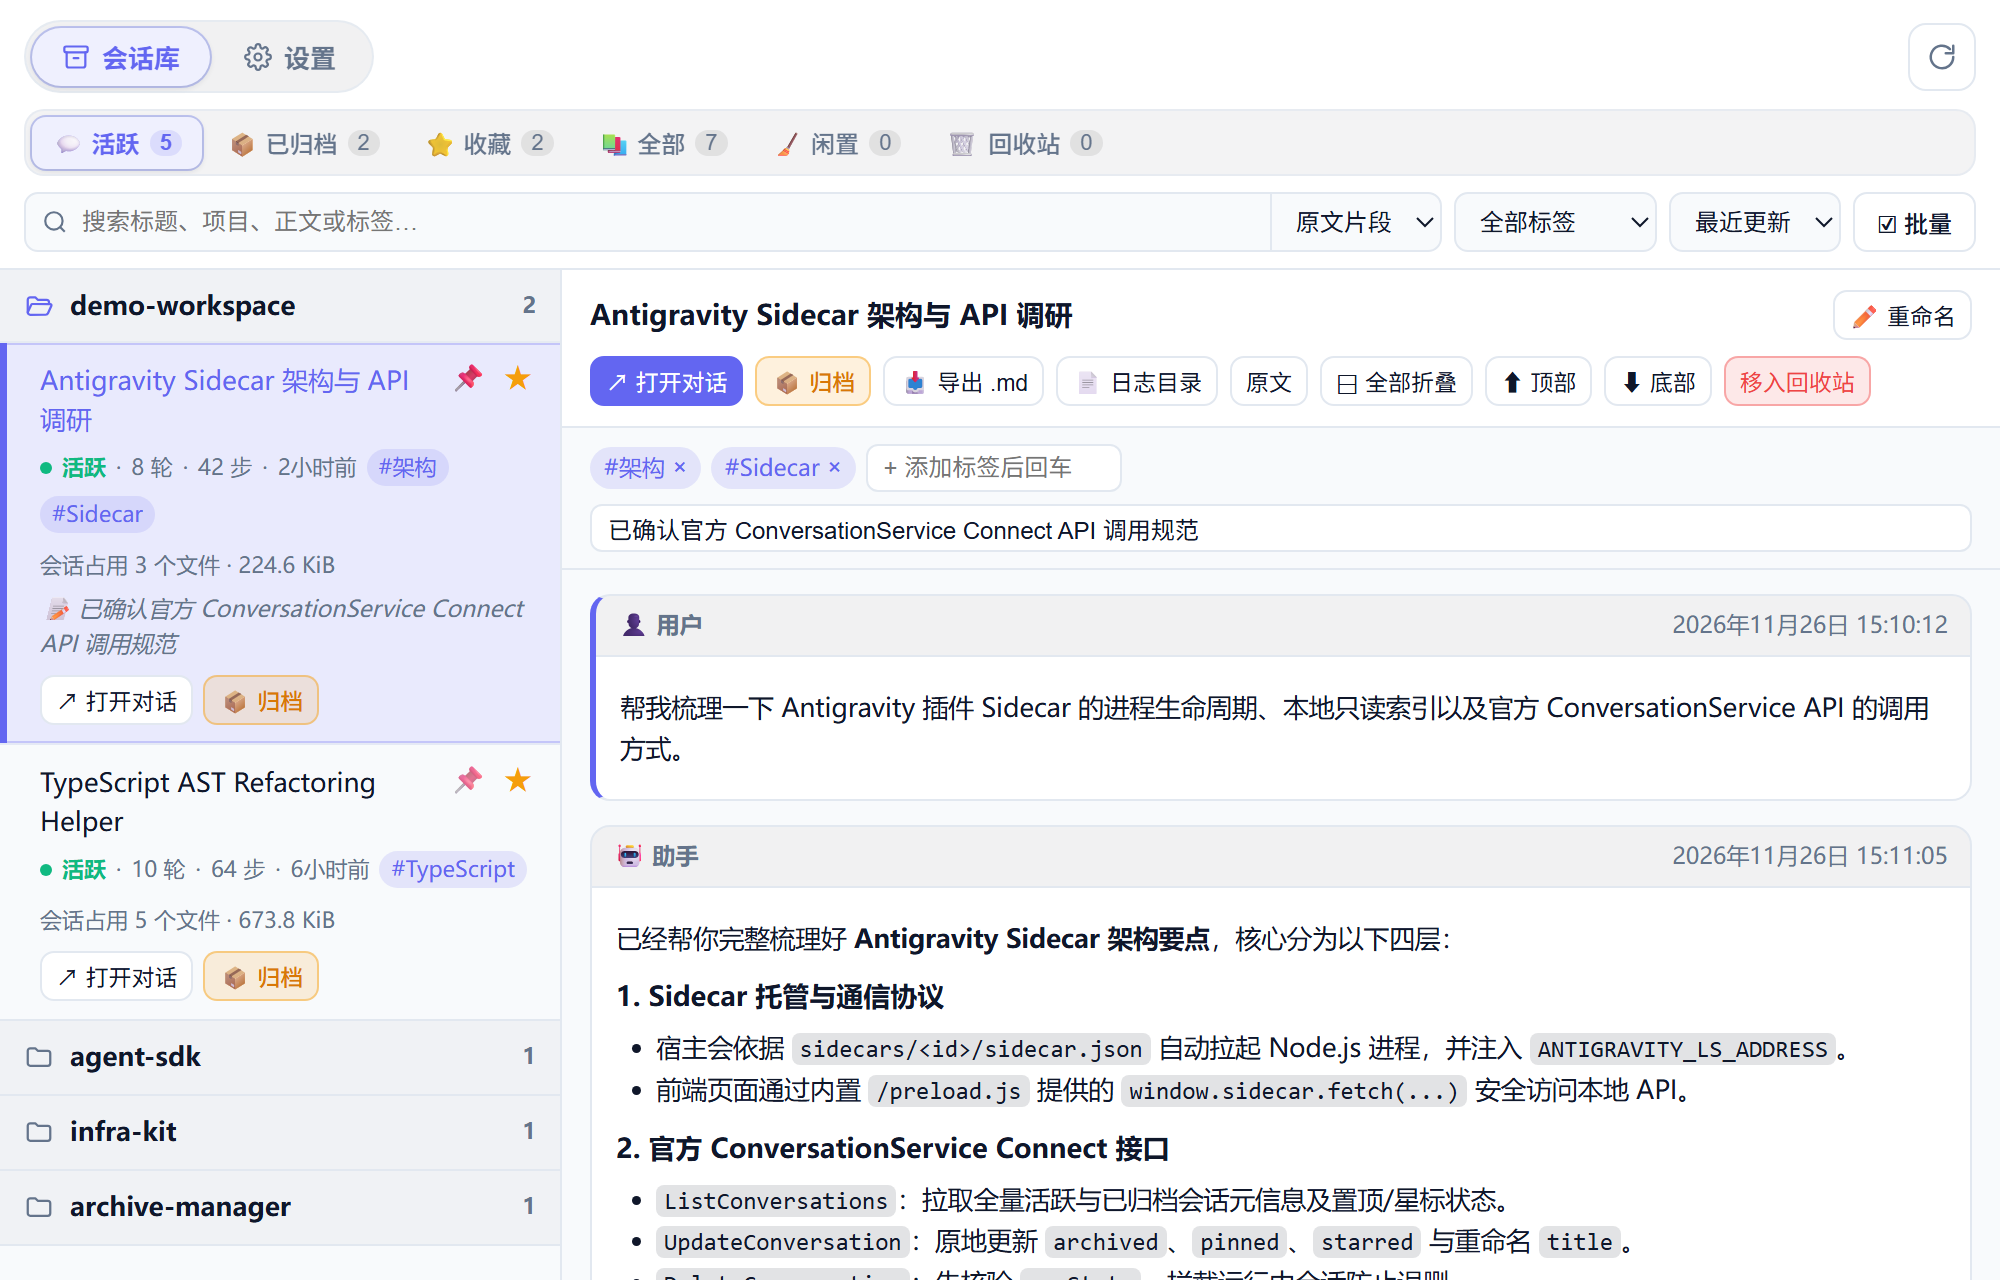 会话库 设置
活跃 5 已归档 2 收藏 2 全部 7 闲置 0 回收站 0
搜索标题、项目、正文或标签… 原文片段 全部标签 最近更新 ☑ 批量
demo-workspace 2
Antigravity Sidecar 架构与 API
调研
活跃 · 8 轮 · 42 步 · 2小时前 #架构
#Sidecar
会话占用 3 个文件 · 224.6 KiB
已确认官方 ConversationService Connect
API 调用规范
↗ 打开对话 归档
TypeScript AST Refactoring
Helper
活跃 · 10 轮 · 64 步 · 6小时前 #TypeScript
会话占用 5 个文件 · 673.8 KiB
↗ 打开对话 归档
agent-sdk 1
infra-kit 1
archive-manager 1
Antigravity Sidecar 架构与 API 调研 重命名
↗ 打开对话 归档 导出 .md 日志目录 原文 全部折叠 ⬆ 顶部 ⬇ 底部 移入回收站
#架构 × #Sidecar × + 添加标签后回车
已确认官方 ConversationService Connect API 调用规范
用户 2026年11月26日 15:10:12
帮我梳理一下 Antigravity 插件 Sidecar 的进程生命周期、本地只读索引以及官方 ConversationService API 的调用
方式。
助手 2026年11月26日 15:11:05
已经帮你完整梳理好 Antigravity Sidecar 架构要点，核心分为以下四层：
1. Sidecar 托管与通信协议
• 宿主会依据 sidecars/<id>/sidecar.json 自动拉起 Node.js 进程，并注入 ANTIGRAVITY_LS_ADDRESS 。
• 前端页面通过内置 /preload.js 提供的 window.sidecar.fetch(...) 安全访问本地 API。
2. 官方 ConversationService Connect 接口
• ListConversations ：拉取全量活跃与已归档会话元信息及置顶/星标状态。
• UpdateConversation ：原地更新 archived 、 pinned 、 starred 与重命名 title 。